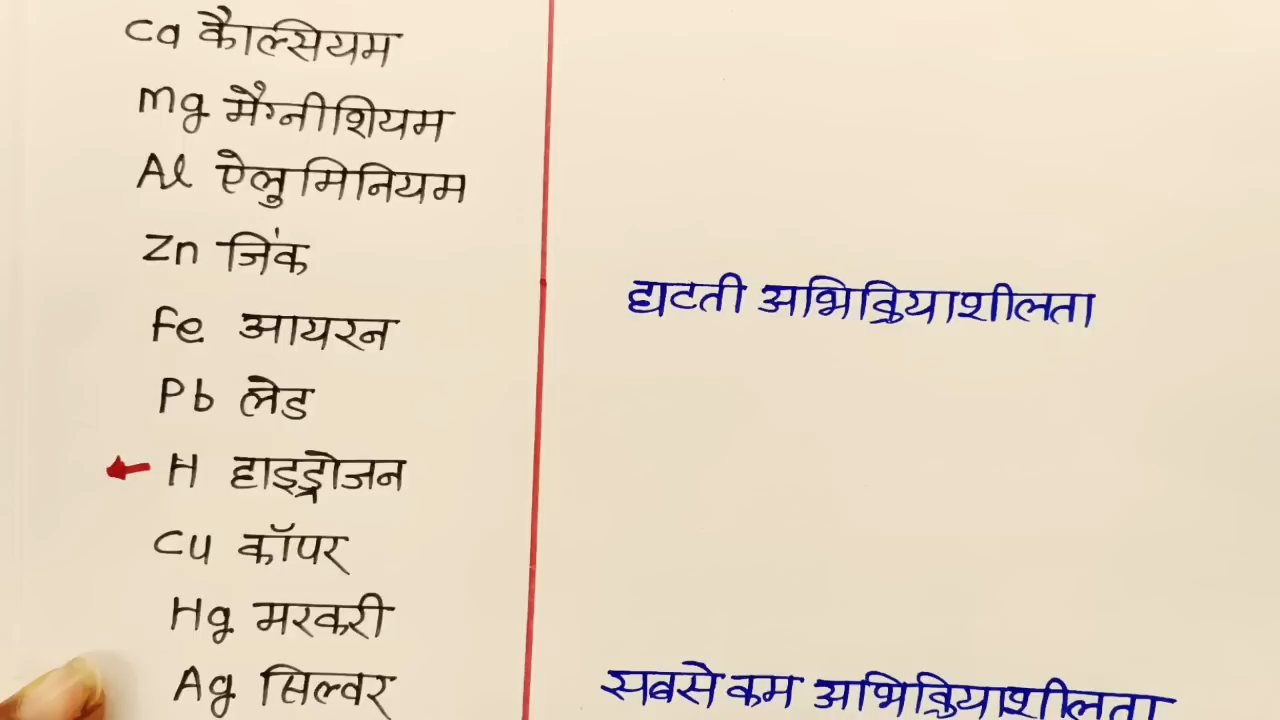 Ca कैाल्सियम
Mg मैग्नीशियम
Al ऐलुमिनियम
Zn जिंक
Fe आयरन
घटती अभिक्रियाशीलता
Pb लेड
H हाइड्रोजन
Cu कॉपर
Hg मरकरी
Ag सिल्वर
सबसे कम अभिक्रियाशीलता